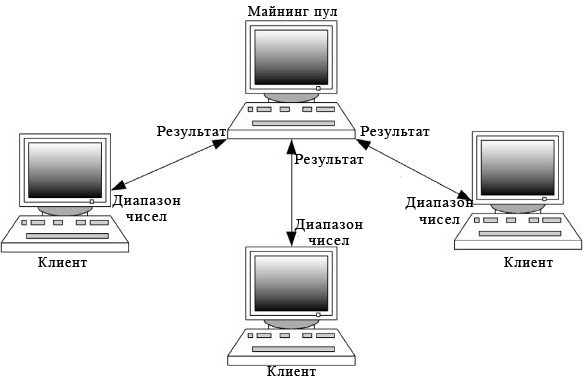 Майнинг пул
Результат
Результат
Результат
Диапазон
чисел
Диапазон
чисел
Диапазон
чисел
Клиент
Клиент
Клиент